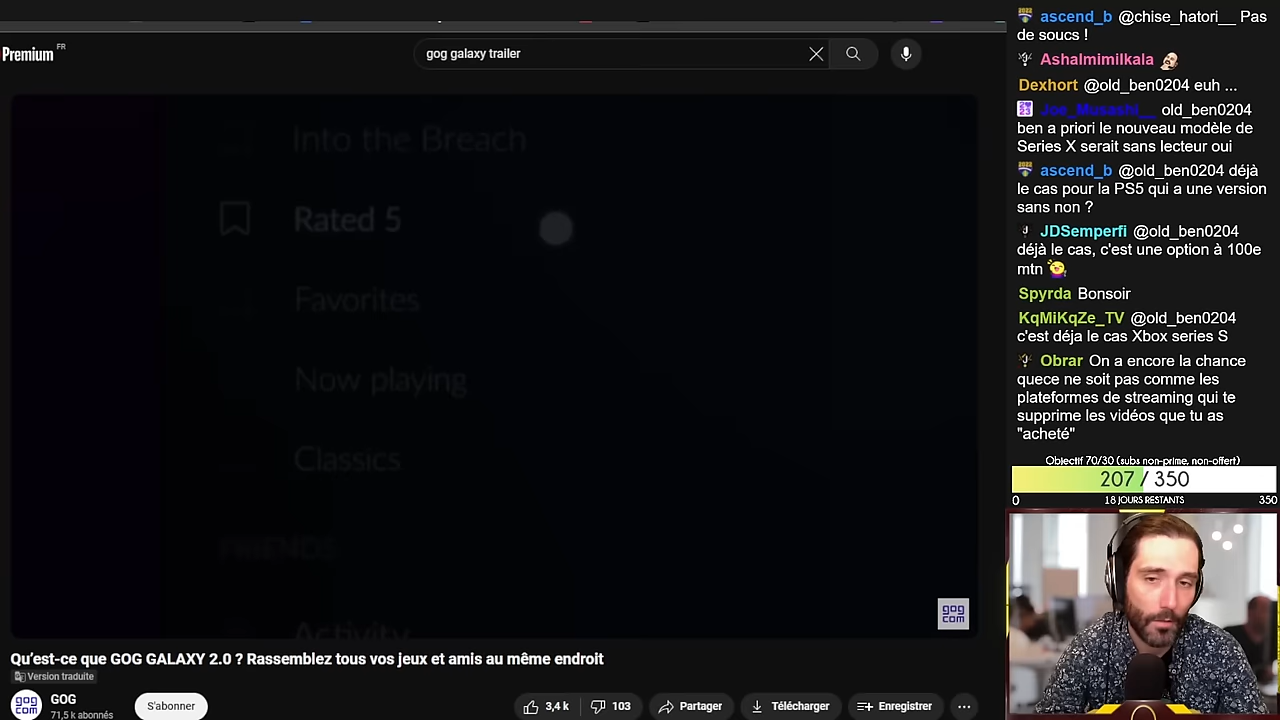 Premium FR
gog galaxy trailer
Into the Breach
Rated 5
Favorites
Now playing
Classics
FRIENDS
Activity
gog
com
Qu'est-ce que GOG GALAXY 2.0 ? Rassemblez tous vos jeux et amis au même endroit
Version traduite
gog
com
GOG
71,5 k abonnés
S'abonner
3,4 k
103
Partager
Télécharger
Enregistrer
ascend_b @chise_hatori__ Pas
de soucs !
Ashalmimilkala
Dexhort @old_ben0204 euh ...
Joe_Musashi__ old_ben0204
ben a priori le nouveau modèle de
Series X serait sans lecteur oui
ascend_b @old_ben0204 déjà
le cas pour la PS5 qui a une version
sans non ?
JDSemperfi @old_ben0204
déjà le cas, c'est une option à 100e
mtn
Spyrda Bonsoir
KqMiKqZe_TV @old_ben0204
c'est déja le cas Xbox series S
Obrar On a encore la chance
quece ne soit pas comme les
plateformes de streaming qui te
supprime les vidéos que tu as
"acheté"
Objectif 70/30 (subs non-prime, non-offert)
207 / 350
0 18 JOURS RESTANTS 350